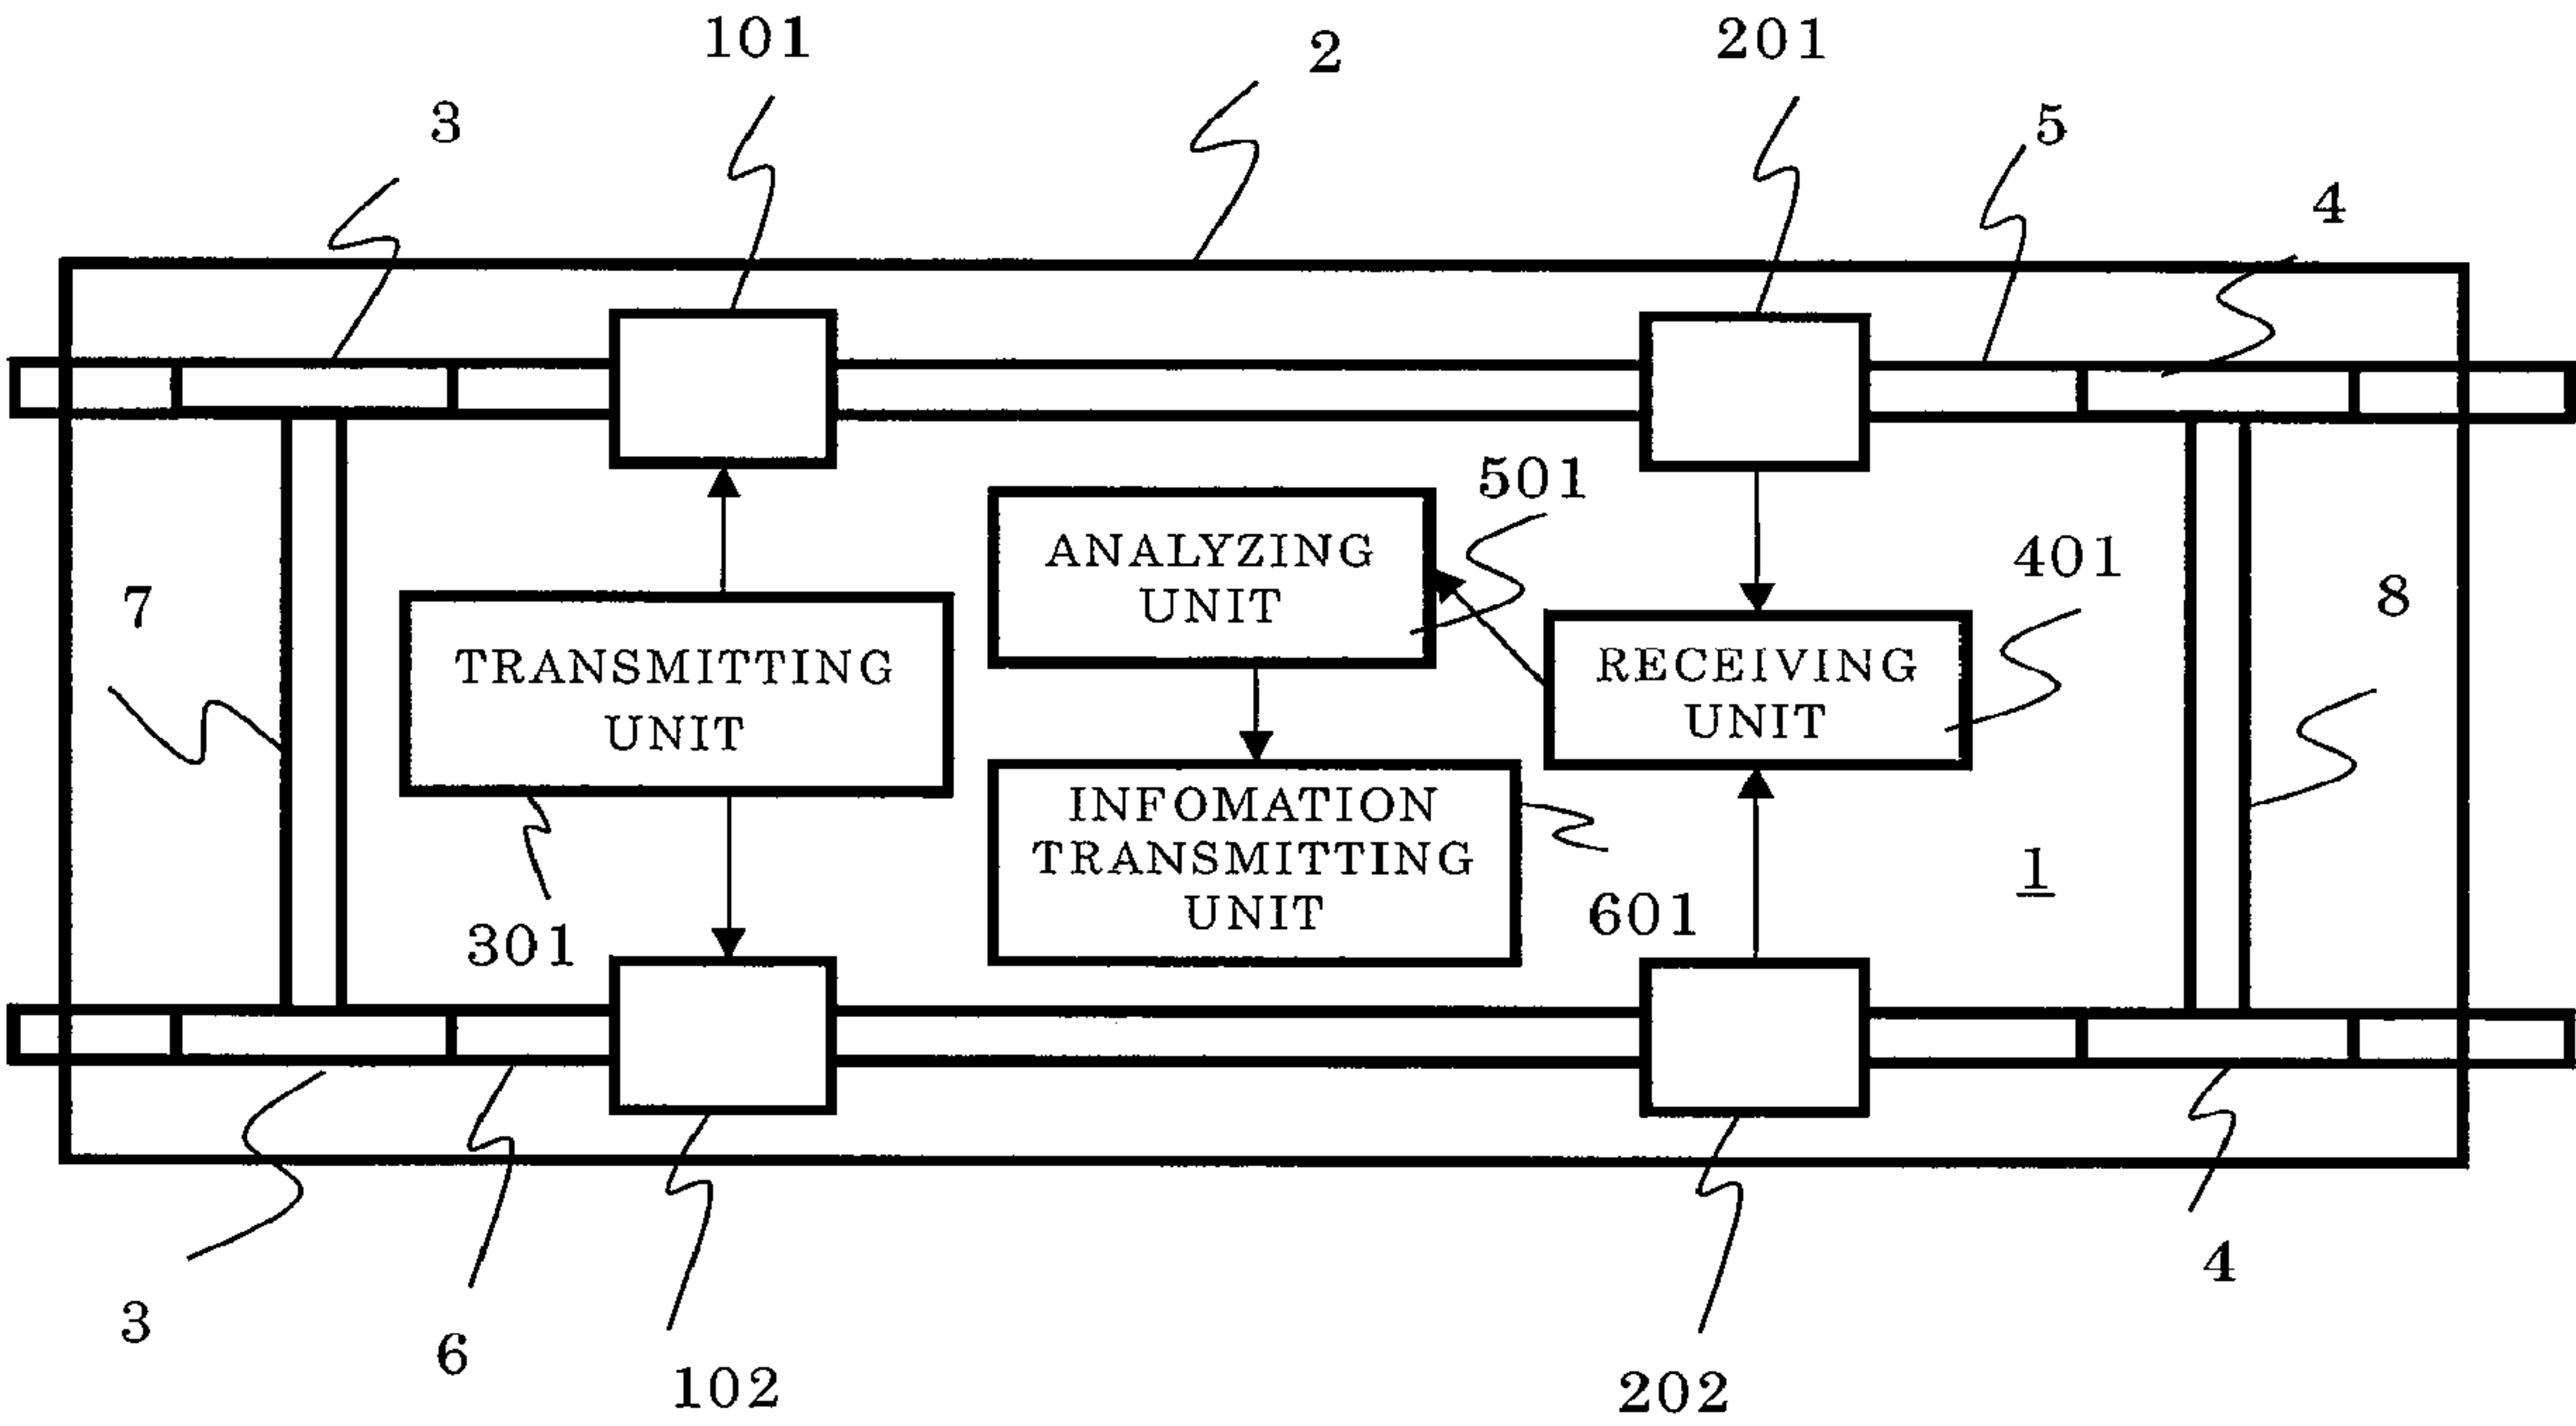 101
2
201
3
5
4
501
ANALYZING
UNIT
401
7
8
TRANSMITTING
UNIT
RECEIVING
UNIT
INFOMATION
TRANSMITTING
UNIT
1
301
601
3
6
102
202
4